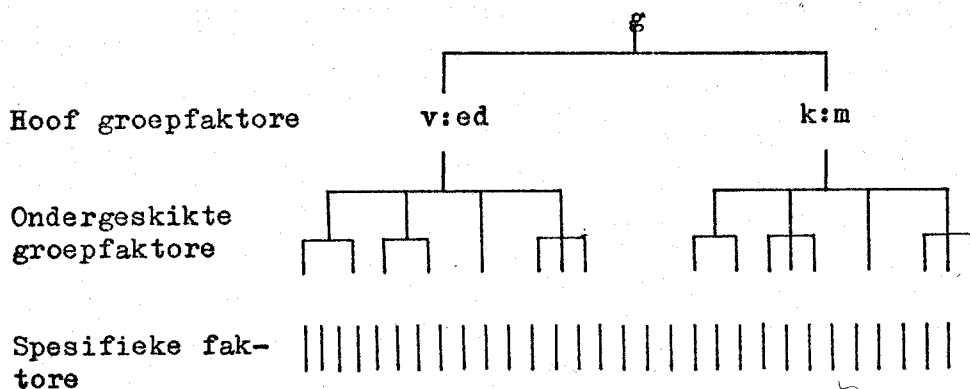 g
Hoof groepfaktore v:ed k:m
Ondergeskikte
groepfaktore
Spesifieke fak-
tore